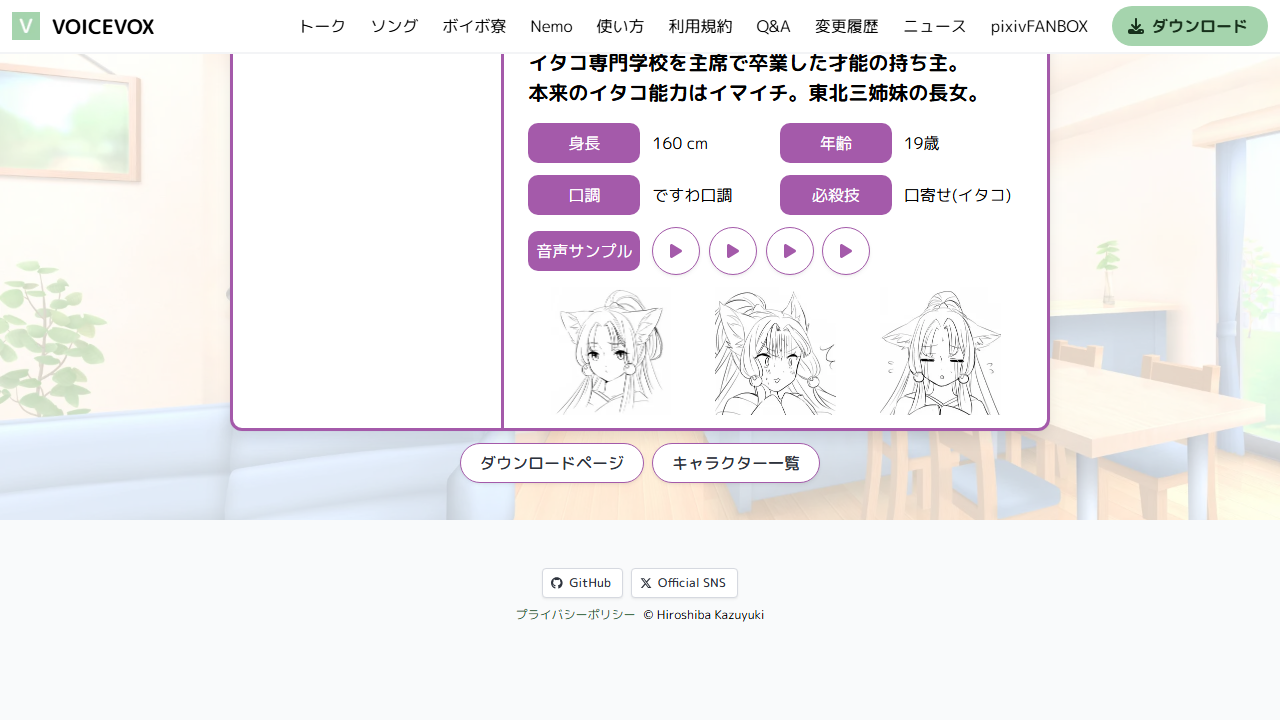 V VOICEVOX トーク ソング ボイボ寮 Nemo 使い方 利用規約 Q&A 変更履歴 ニュース pixivFANBOX ダウンロード
イタコ専門学校を主席で卒業した才能の持ち主。
本来のイタコ能力はイマイチ。東北三姉妹の長女。
身長 160 cm 年齢 19歳
口調 ですわ口調 必殺技 口寄せ(イタコ)
音声サンプル
ダウンロードページ キャラクター一覧
GitHub Official SNS
プライバシーポリシー © Hiroshiba Kazuyuki